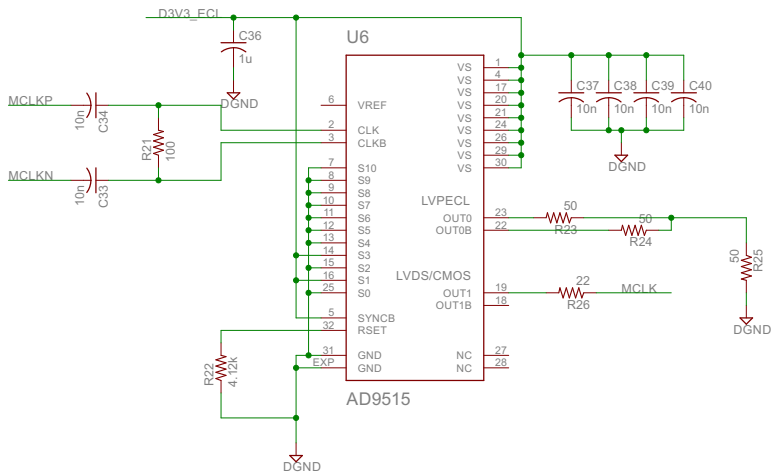 D3V3_ECL
C36
1u
DGND
U6
MCLKP
10n
C34
R21
100
MCLKN
10n
C33
6 VREF
2 CLK
3 CLKB
7 S10
8 S9
9 S8
10 S7
11 S6
12 S5
13 S4
14 S3
15 S2
16 S1
25 S0
5 SYNCB
32 RSET
31 GND
EXP GND
VS 1
VS 4
VS 17
VS 20
VS 21
VS 24
VS 26
VS 29
VS 30
LVPECL
OUT0 23
OUT0B 22
LVDS/CMOS
OUT1 19
OUT1B 18
NC 27
NC 28
AD9515
C37 C38 C39 C40
10n 10n 10n 10n
DGND
50
R23
50
R24
50
R25
DGND
22
R26
MCLK
R22
4.12k
DGND